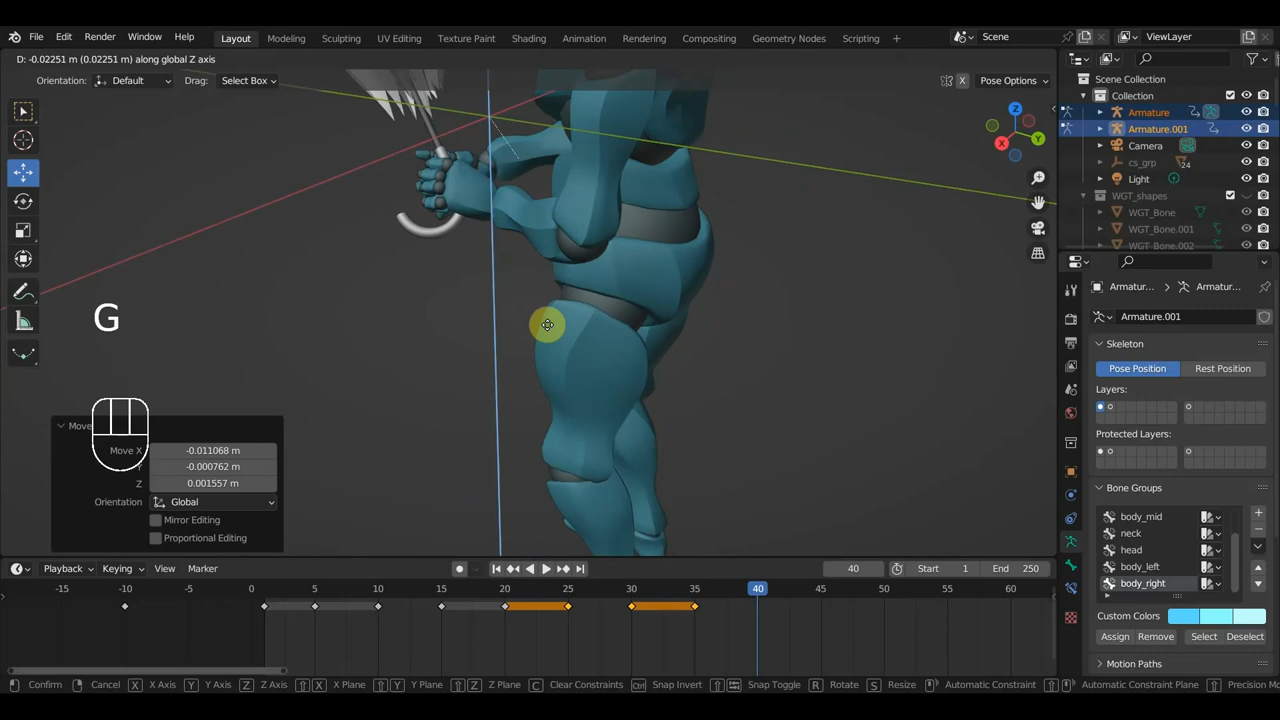 File Edit Render Window Help Layout Modeling Sculpting UV Editing Texture Paint Shading Animation Rendering Compositing Geometry Nodes Scripting + Scene ViewLayer
D: -0.02251 m (0.02251 m) along global Z axis
Orientation: Default Drag: Select Box X Pose Options
Scene Collection
Collection
Armature
Armature.001
Camera
cs_grp 24
Light
WGT_shapes
WGT_Bone
WGT_Bone.001
WGT_Bone.002
Z
Y
X
G
Armatur... Armatur...
Armature.001
Skeleton
Pose Position Rest Position
Layers:
Protected Layers:
Bone Groups
body_mid
neck
head
body_left
body_right
Custom Colors
Assign Remove Select Deselect
Motion Paths
Move
Move X -0.011068 m
Y -0.000762 m
Z 0.001557 m
Orientation Global
Mirror Editing
Proportional Editing
Playback Keying View Marker 40 Start 1 End 250
-15 -10 -5 0 5 10 15 20 25 30 35 40 45 50 55 60
Confirm Cancel X X Axis Y Y Axis Z Z Axis X X Plane Y Y Plane Z Z Plane C Clear Constraints Ctrl Snap Invert Snap Toggle R Rotate S Resize Automatic Constraint Automatic Constraint Plane Precision Mo